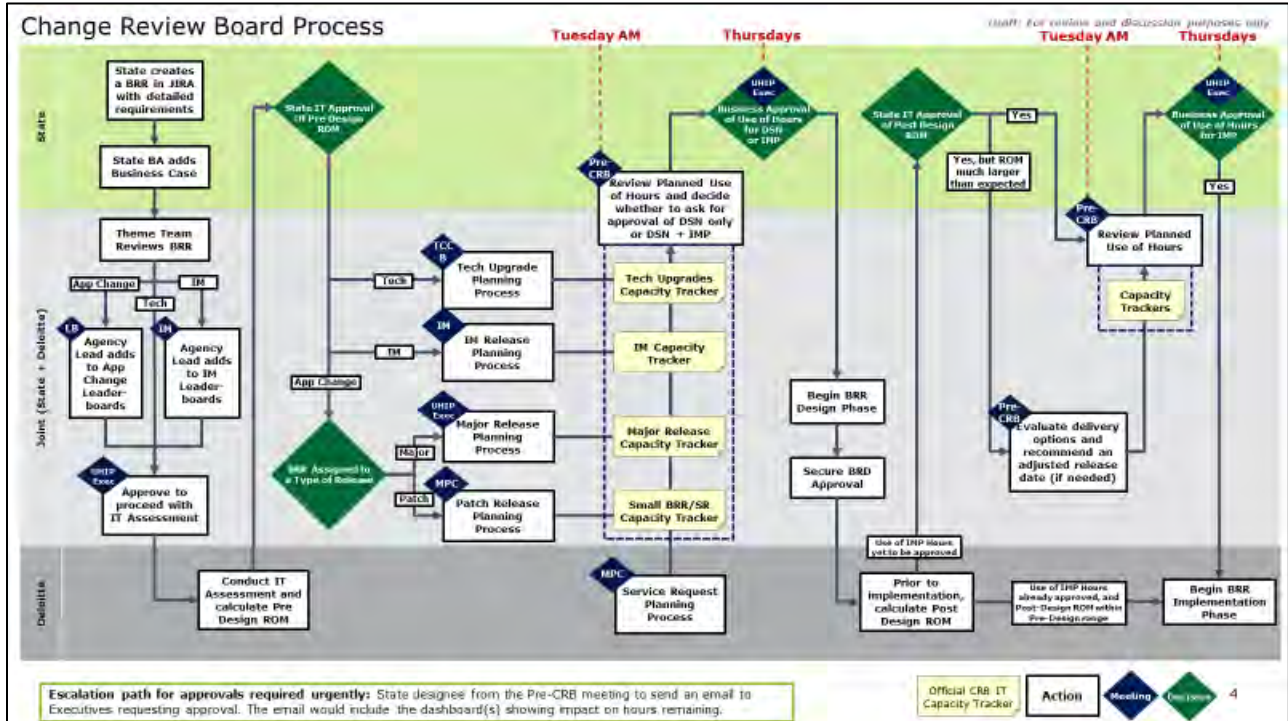 Change Review Board Process
Draft: For review and discussion purposes only
Tuesday AM
Thursdays
Tuesday AM
Thursdays
State
State creates
a BRR in JIRA
with detailed
requirements
State BA adds
Business Case
State IT Approval
of Pre Design
ROM
Pre-
CRB
Review Planned Use
of Hours and decide
whether to ask for
approval of DSN only
or DSN + IMP
UHIP
Exec
Business Approval
of Use of Hours
for DSN
or IMP
State IT Approval
of Post Design
ROM
Yes
Yes, but ROM
much larger
than expected
UHIP
Exec
Business Approval
of Use of Hours
for IMP
Yes
Joint (State + Deloitte)
Theme Team
Reviews BRR
App Change
IM
Tech
LB
Agency
Lead adds
to App
Change
Leader-
boards
IM
Agency
Lead adds
to IM
Leader-
boards
UHIP
Exec
Approve to
proceed with
IT Assessment
Tech
TCC
B
Tech Upgrade
Planning
Process
Tech Upgrades
Capacity Tracker
IM
IM
IM Release
Planning
Process
IM Capacity
Tracker
App Change
BRR Assigned to
a Type of Release
Major
UHIP
Exec
Major Release
Planning
Process
Major Release
Capacity Tracker
Patch
MPC
Patch Release
Planning
Process
Small BRR/SR
Capacity Tracker
Begin BRR
Design Phase
Secure BRD
Approval
Pre-
CRB
Review Planned
Use of Hours
Capacity
Trackers
Pre-
CRB
Evaluate delivery
options and
recommend an
adjusted release
date (if needed)
Deloitte
Conduct IT
Assessment and
calculate Pre
Design ROM
MPC
Service Request
Planning
Process
Use of IMP Hours
yet to be approved
Prior to
implementation,
calculate Post
Design ROM
Use of IMP Hours
already approved, and
Post-Design ROM within
Pre-Design range
Begin BRR
Implementation
Phase
Escalation path for approvals required urgently: State designee from the Pre-CRB meeting to send an email to
Executives requesting approval. The email would include the dashboard(s) showing impact on hours remaining.
Official CRB IT
Capacity Tracker
Action
Meeting
Decision
4